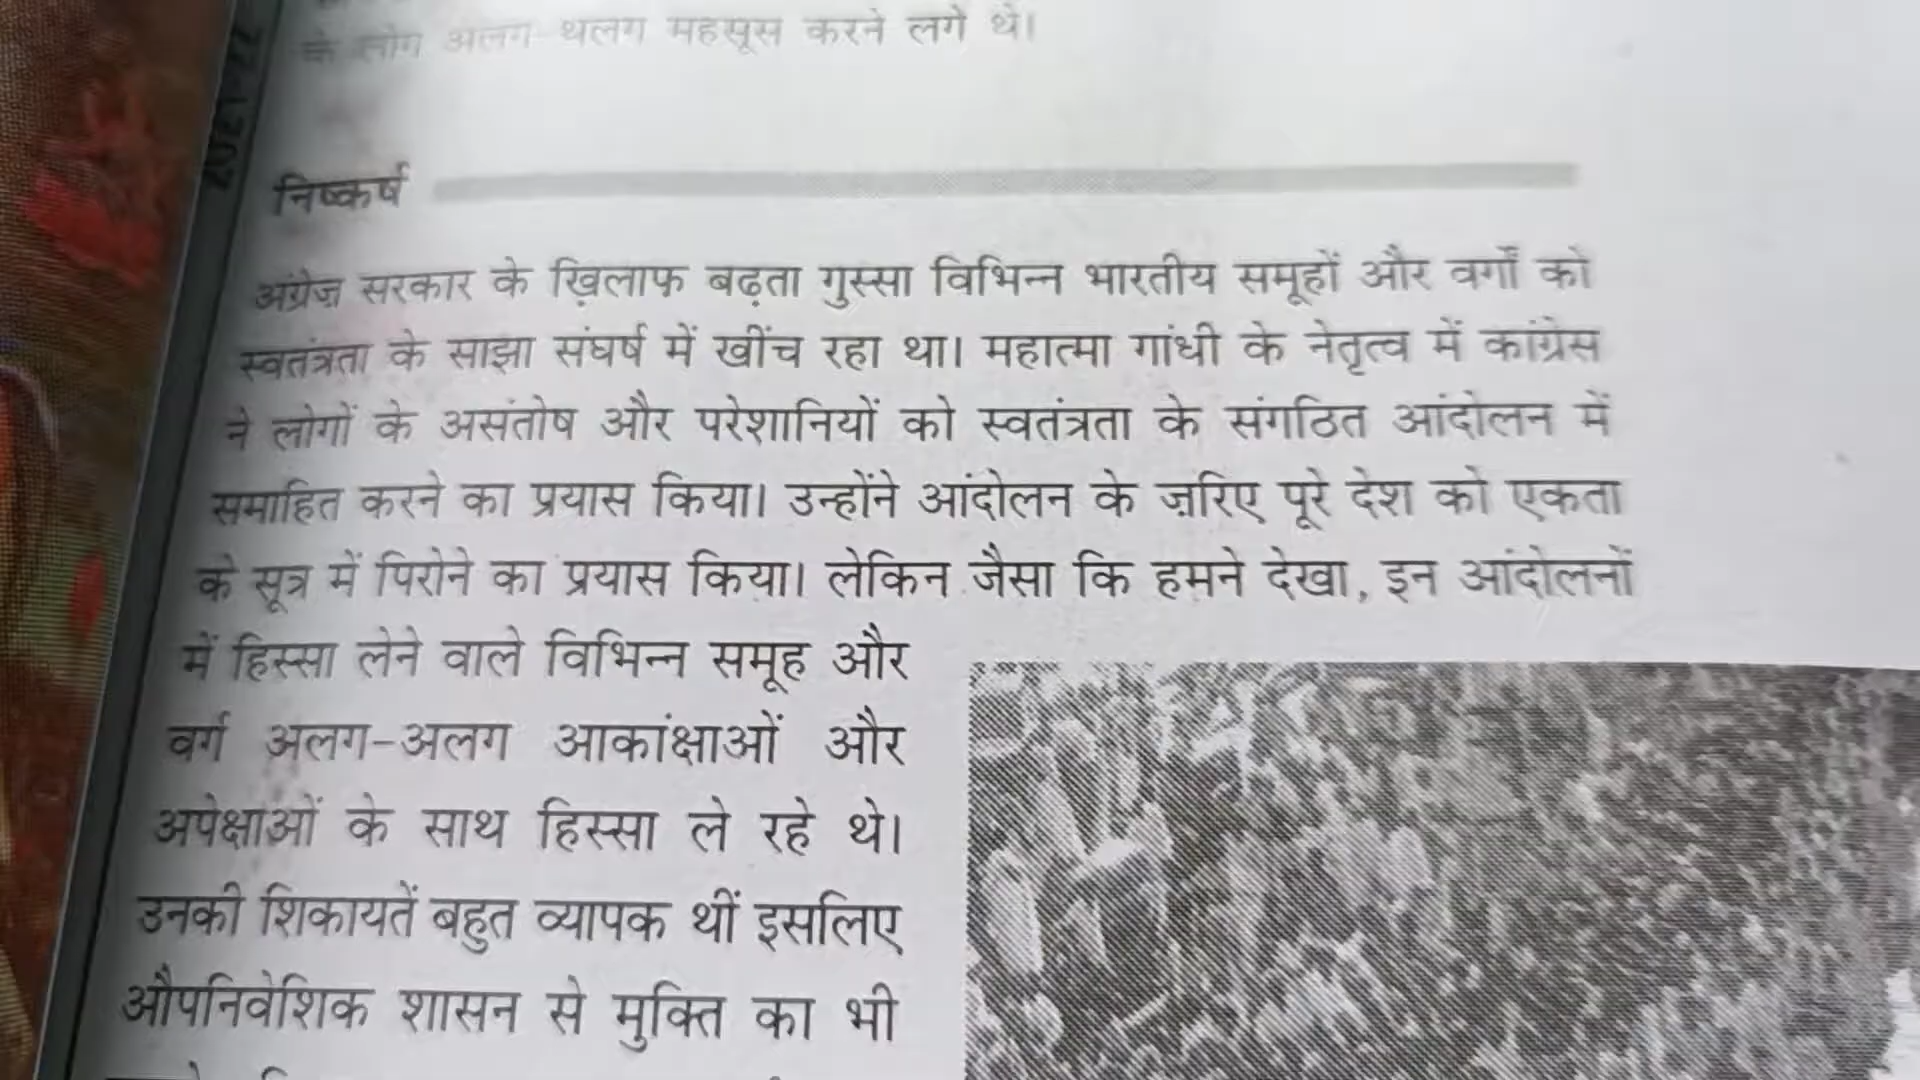 के लोग अलग-थलग महसूस करने लगे थे।
निष्कर्ष
अंग्रेज़ सरकार के ख़िलाफ़ बढ़ता गुस्सा विभिन्न भारतीय समूहों और वर्गों को
स्वतंत्रता के साझा संघर्ष में खींच रहा था। महात्मा गांधी के नेतृत्व में कांग्रेस
ने लोगों के असंतोष और परेशानियों को स्वतंत्रता के संगठित आंदोलन में
समाहित करने का प्रयास किया। उन्होंने आंदोलन के ज़रिए पूरे देश को एकता
के सूत्र में पिरोने का प्रयास किया। लेकिन जैसा कि हमने देखा, इन आंदोलनों
में हिस्सा लेने वाले विभिन्न समूह और
वर्ग अलग-अलग आकांक्षाओं और
अपेक्षाओं के साथ हिस्सा ले रहे थे।
उनकी शिकायतें बहुत व्यापक थीं इसलिए
औपनिवेशिक शासन से मुक्ति का भी